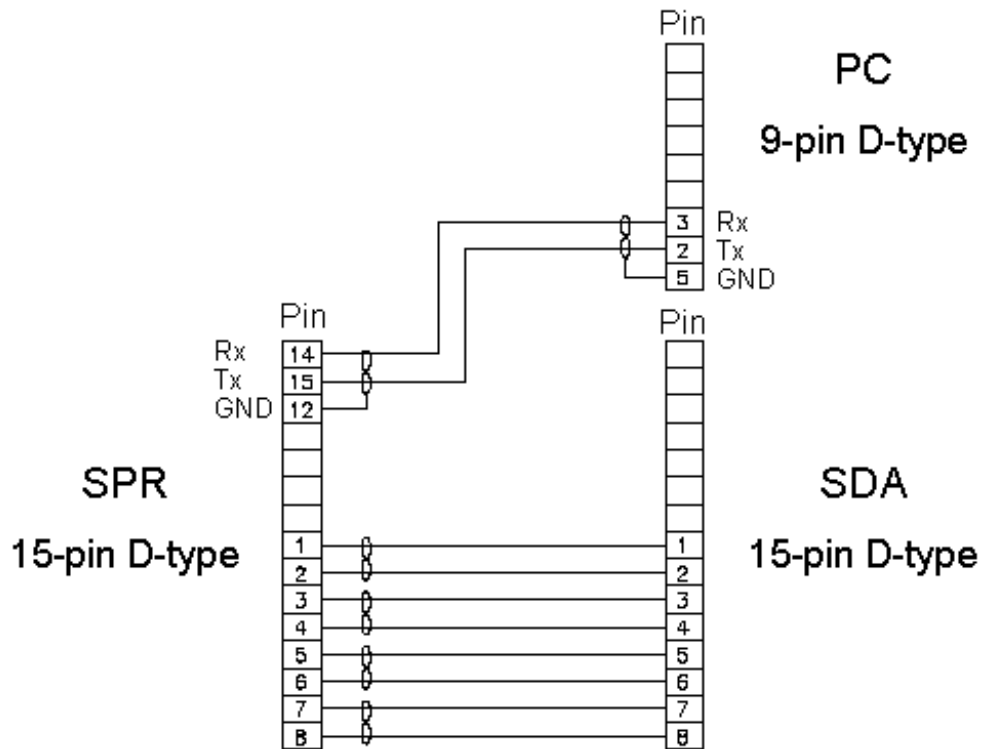 Pin
PC
9-pin D-type
3 Rx
2 Tx
5 GND
Pin
Rx 14
Tx 15
GND 12
SPR
15-pin D-type
1
2
3
4
5
6
7
8
Pin
SDA
15-pin D-type
1
2
3
4
5
6
7
8